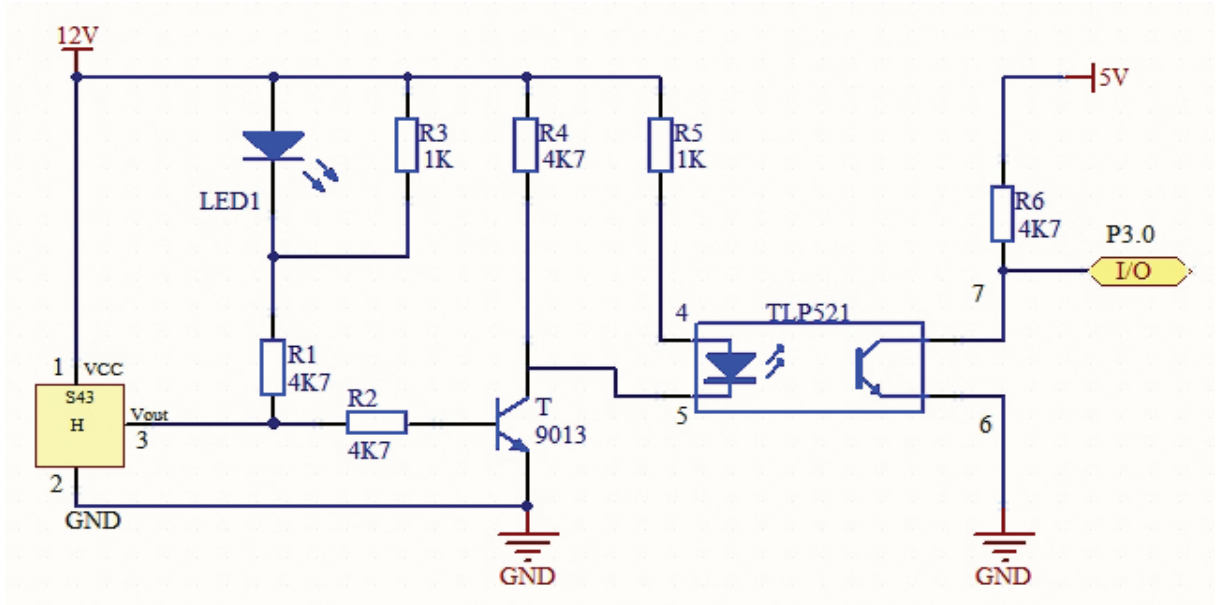 12V
5V
R3
1K
R4
4K7
R5
1K
LED1
R6
4K7
P3.0
I/O
7
4
TLP521
1
VCC
R1
4K7
S43
H
Vout
3
R2
4K7
T
9013
5
6
2
GND
GND
GND